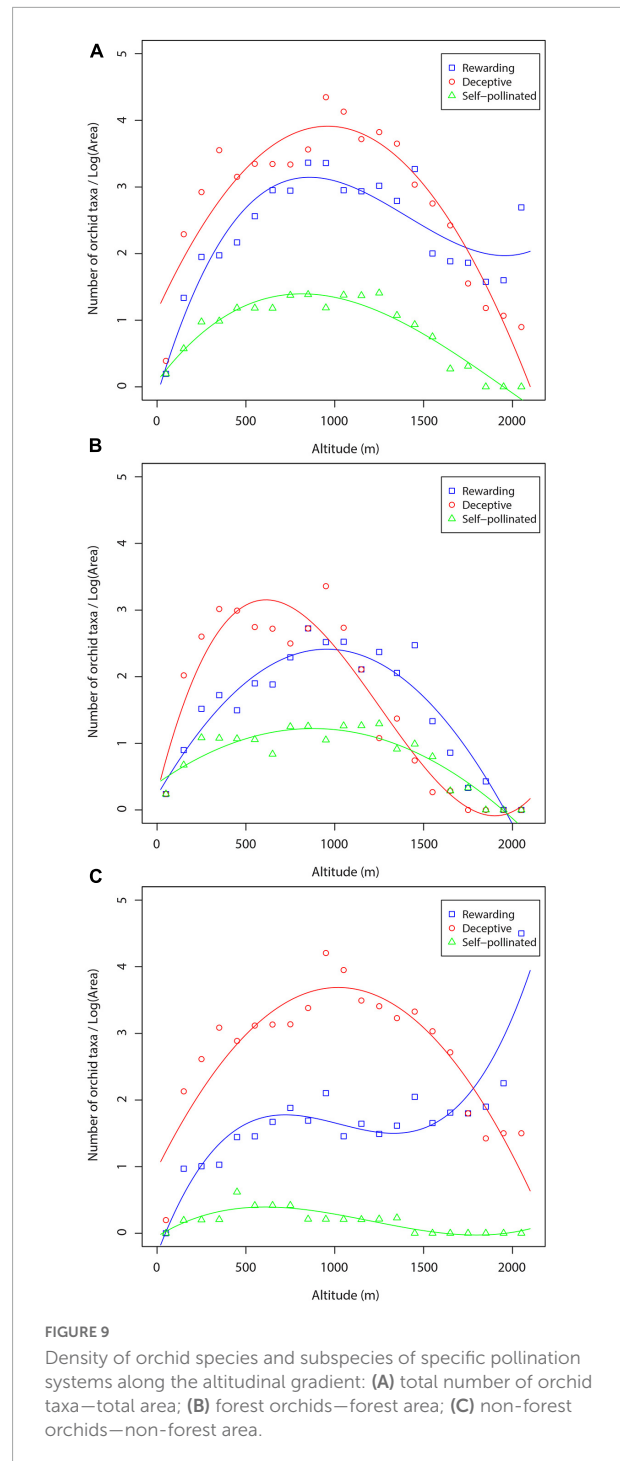 A
Number of orchid taxa / Log(Area)
5
4
3
2
1
0
Rewarding
Deceptive
Self−pollinated
0 500 1000 1500 2000
Altitude (m)
B
Number of orchid taxa / Log(Area)
5
4
3
2
1
0
Rewarding
Deceptive
Self−pollinated
0 500 1000 1500 2000
Altitude (m)
C
Number of orchid taxa / Log(Area)
5
4
3
2
1
0
Rewarding
Deceptive
Self−pollinated
0 500 1000 1500 2000
Altitude (m)
FIGURE 9
Density of orchid species and subspecies of specific pollination
systems along the altitudinal gradient: (A) total number of orchid
taxa—total area; (B) forest orchids—forest area; (C) non-forest
orchids—non-forest area.